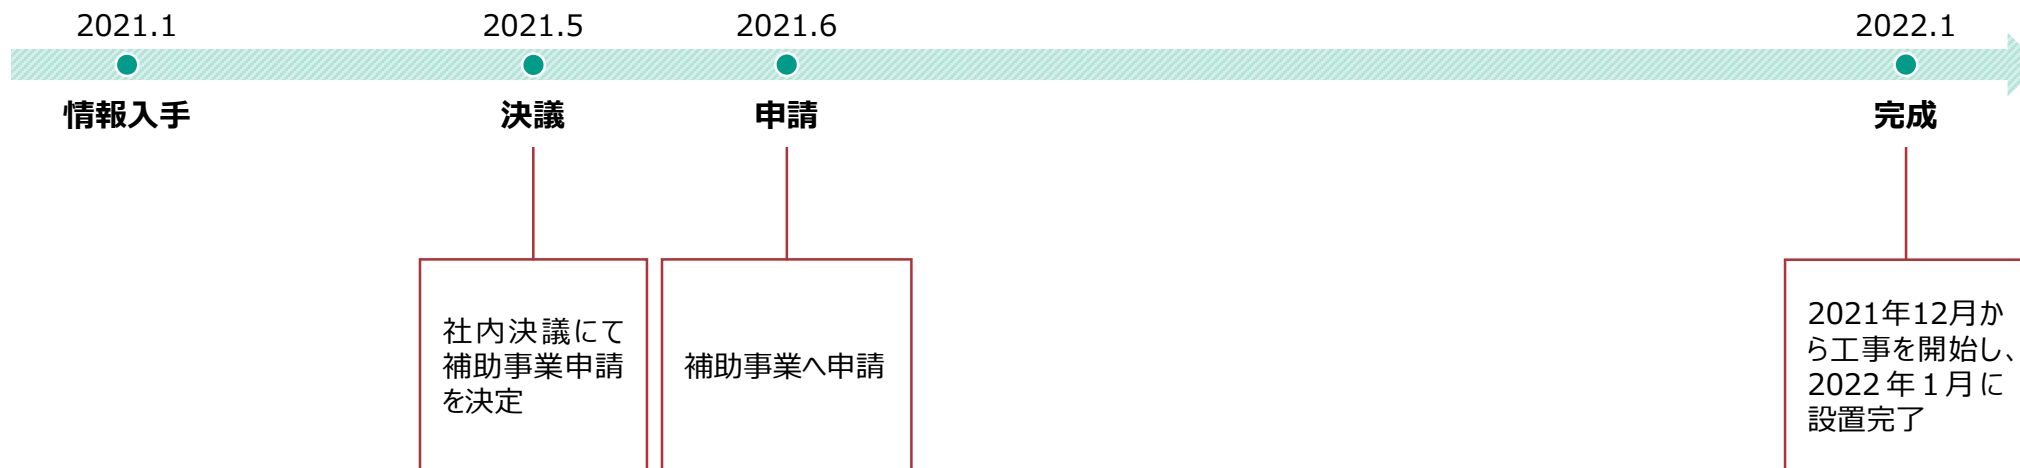 2021.1
2021.5
2021.6
2022.1
情報入手
決議
申請
完成
社内決議にて
補助事業申請
を決定
補助事業へ申請
2021年12月か
ら工事を開始し、
2022年1月に
設置完了